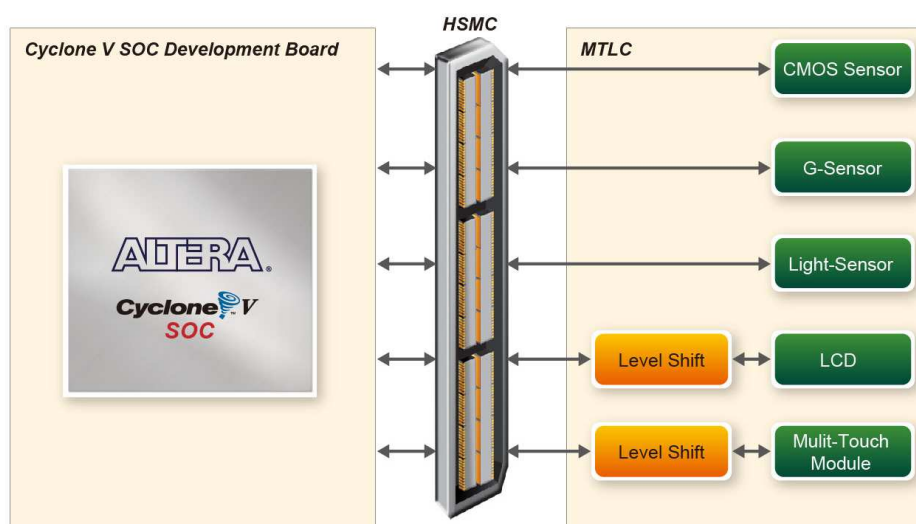 HSMC
Cyclone V SOC Development Board
MTLC
CMOS Sensor
G-Sensor
Light-Sensor
Level Shift
LCD
Level Shift
Mulit-Touch
Module
ALTERA®
Cyclone™ V
SOC